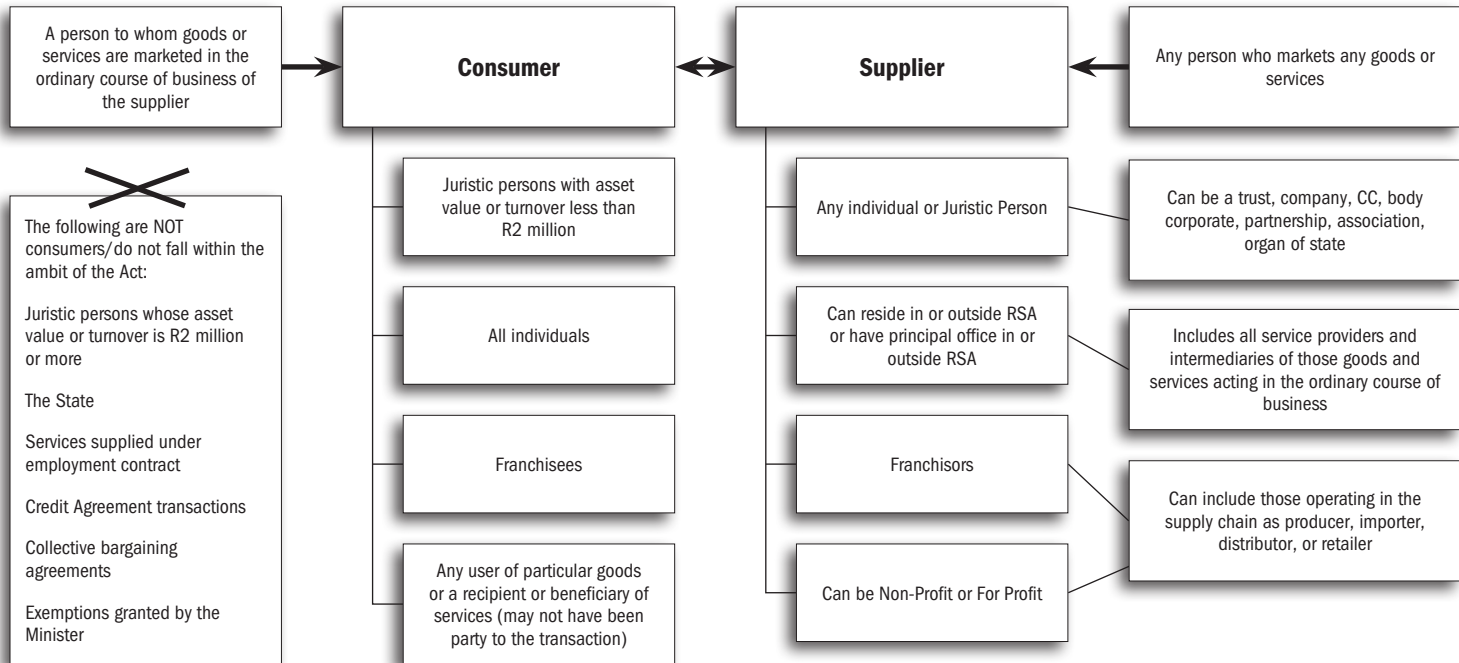 A person to whom goods or
services are marketed in the
ordinary course of business of
the supplier
Consumer
Supplier
Any person who markets any goods or
services
The following are NOT
consumers/do not fall within the
ambit of the Act:
Juristic persons whose asset
value or turnover is R2 million
or more
The State
Services supplied under
employment contract
Credit Agreement transactions
Collective bargaining
agreements
Exemptions granted by the
Minister
Juristic persons with asset
value or turnover less than
R2 million
All individuals
Franchisees
Any user of particular goods
or a recipient or beneficiary of
services (may not have been
party to the transaction)
Any individual or Juristic Person
Can reside in or outside RSA
or have principal office in or
outside RSA
Franchisors
Can be Non-Profit or For Profit
Can be a trust, company, CC, body
corporate, partnership, association,
organ of state
Includes all service providers and
intermediaries of those goods and
services acting in the ordinary course of
business
Can include those operating in the
supply chain as producer, importer,
distributor, or retailer